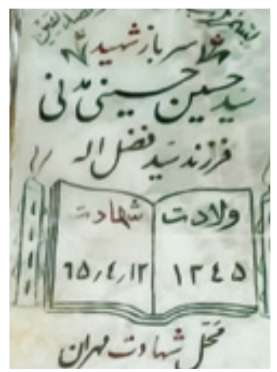 سرباز شهید
سید حسین حسینی مدنی
فرزند سید فضل اله
ولادت شهادت
۱۳۴۵ ۶۵٫۴٫۱۲
محل شهادت مهران